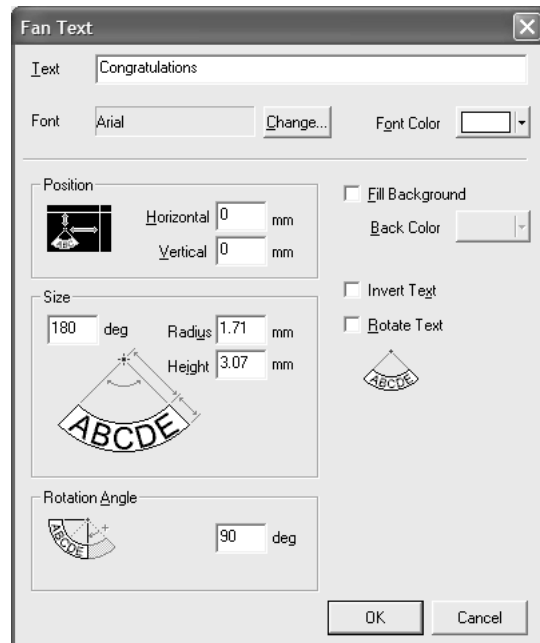 Fan Text
Text Congratulations
Font Arial Change... Font Color
Position
Horizontal 0 mm
Vertical 0 mm
ABC
Fill Background
Back Color
Size
180 deg Radius 1.71 mm
Height 3.07 mm
ABCDE
Invert Text
Rotate Text
ABCDE
Rotation Angle
ABCDE
90 deg
OK Cancel